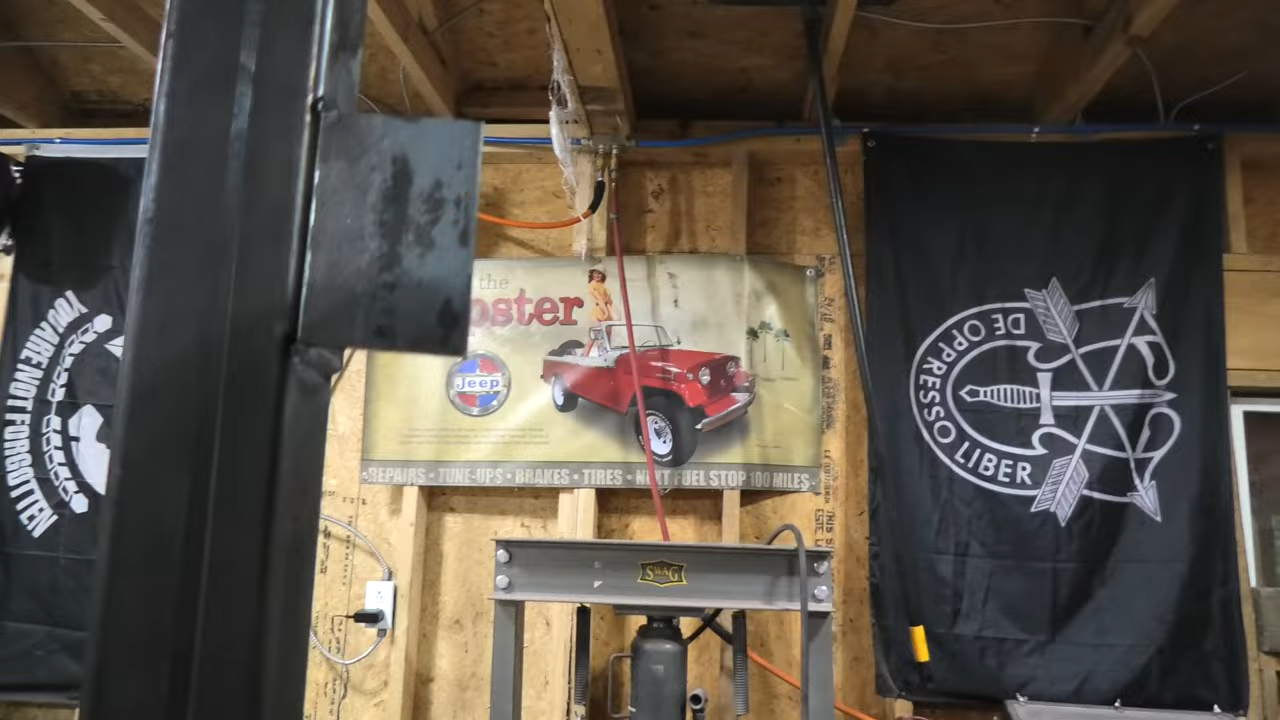 YOU ARE NOT FORGOTTEN
the
oster
Jeep
REPAIRS • TUNE-UPS • BRAKES • TIRES • NEXT FUEL STOP 100 MILES
SWAG
DE OPPRESSO LIBER